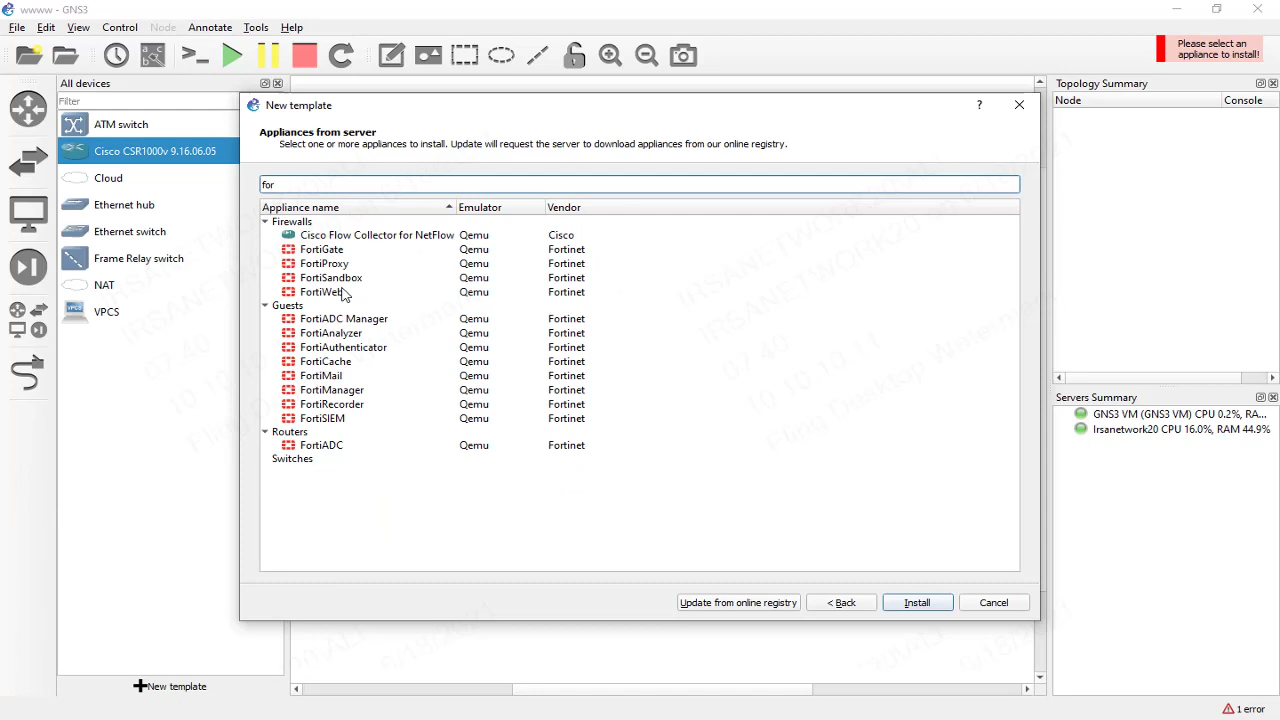 wwww - GNS3
File Edit View Control Node Annotate Tools Help
Please select an
appliance to install!
All devices
Filter
ATM switch
Cisco CSR1000v 9.16.06.05
Cloud
Ethernet hub
Ethernet switch
Frame Relay switch
NAT
VPCS
New template
New template
?
Appliances from server
Select one or more appliances to install. Update will request the server to download appliances from our online registry.
for
Appliance name Emulator Vendor
Firewalls
Cisco Flow Collector for NetFlow Qemu Cisco
FortiGate Qemu Fortinet
FortiProxy Qemu Fortinet
FortiSandbox Qemu Fortinet
FortiWeb Qemu Fortinet
Guests
FortiADC Manager Qemu Fortinet
FortiAnalyzer Qemu Fortinet
FortiAuthenticator Qemu Fortinet
FortiCache Qemu Fortinet
FortiMail Qemu Fortinet
FortiManager Qemu Fortinet
FortiRecorder Qemu Fortinet
FortiSIEM Qemu Fortinet
Routers
FortiADC Qemu Fortinet
Switches
Update from online registry < Back Install Cancel
Topology Summary
Node Console
Servers Summary
GNS3 VM (GNS3 VM) CPU 0.2%, RA...
Irsanetwork20 CPU 16.0%, RAM 44.9%
1 error